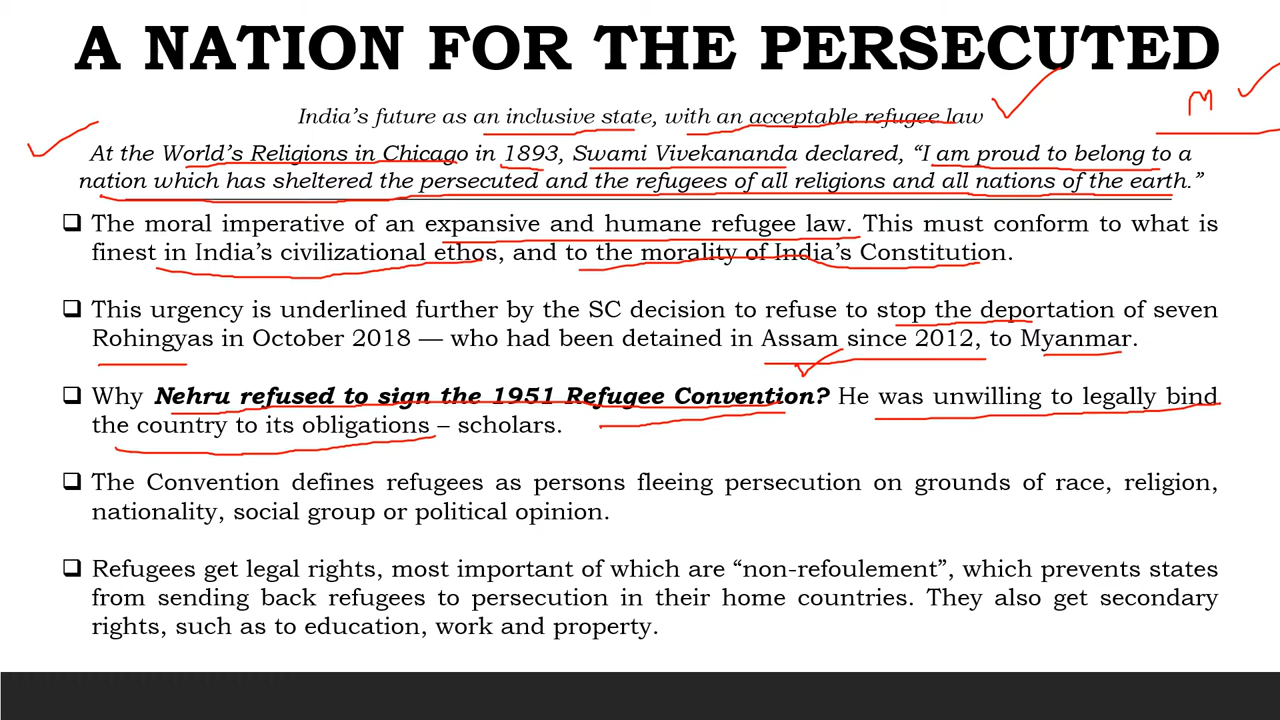 A NATION FOR THE PERSECUTED
M
India's future as an inclusive state, with an acceptable refugee law
At the World's Religions in Chicago in 1893, Swami Vivekananda declared, “I am proud to belong to a
nation which has sheltered the persecuted and the refugees of all religions and all nations of the earth.”
❑ The moral imperative of an expansive and humane refugee law. This must conform to what is
finest in India's civilizational ethos, and to the morality of India's Constitution.
❑ This urgency is underlined further by the SC decision to refuse to stop the deportation of seven
Rohingyas in October 2018 — who had been detained in Assam since 2012, to Myanmar.
❑ Why Nehru refused to sign the 1951 Refugee Convention? He was unwilling to legally bind
the country to its obligations – scholars.
❑ The Convention defines refugees as persons fleeing persecution on grounds of race, religion,
nationality, social group or political opinion.
❑ Refugees get legal rights, most important of which are “non-refoulement”, which prevents states
from sending back refugees to persecution in their home countries. They also get secondary
rights, such as to education, work and property.